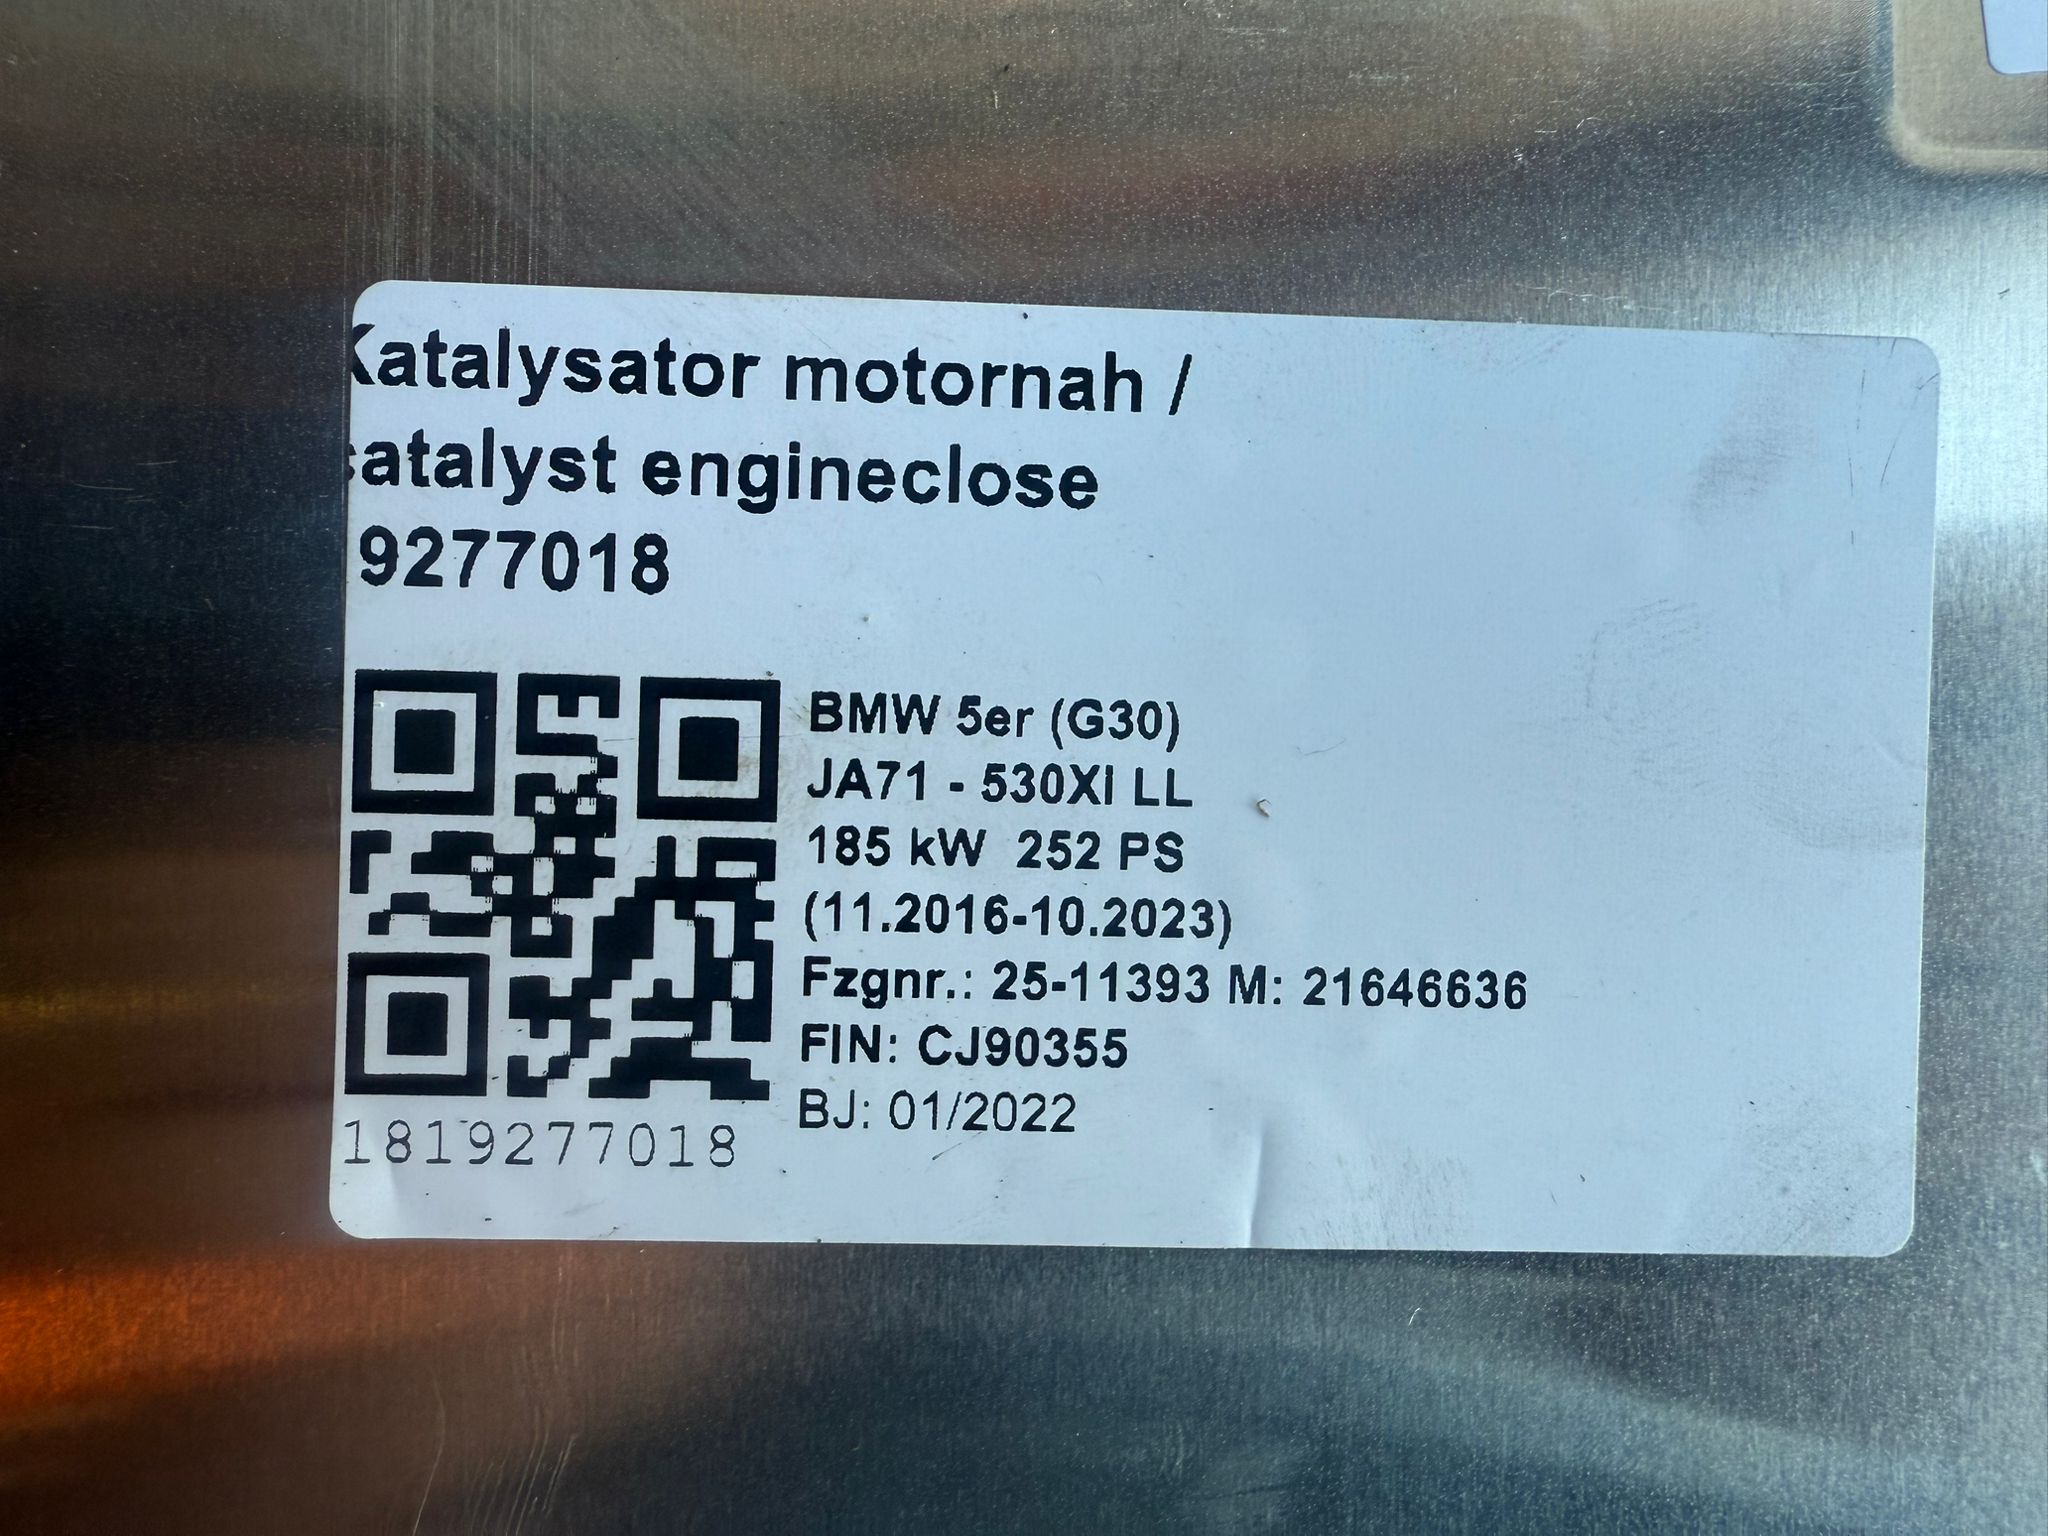 Katalysator motornah /
catalyst engineclose
9277018
BMW 5er (G30)
JA71 - 530XI LL
185 kW 252 PS
(11.2016-10.2023)
Fzgnr.: 25-11393 M: 21646636
FIN: CJ90355
BJ: 01/2022
1819277018